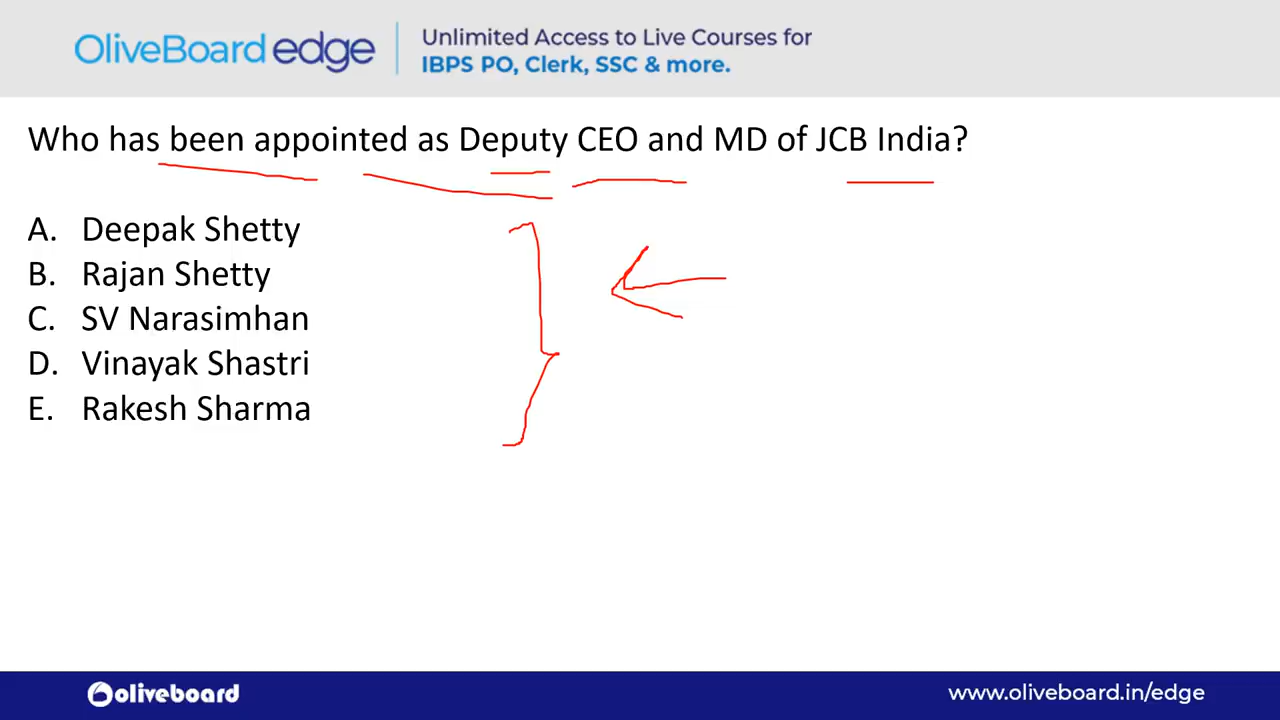 OliveBoard edge
Unlimited Access to Live Courses for
IBPS PO, Clerk, SSC & more.
Who has been appointed as Deputy CEO and MD of JCB India?
A. Deepak Shetty
B. Rajan Shetty
C. SV Narasimhan
D. Vinayak Shastri
E. Rakesh Sharma
oliveboard
www.oliveboard.in/edge